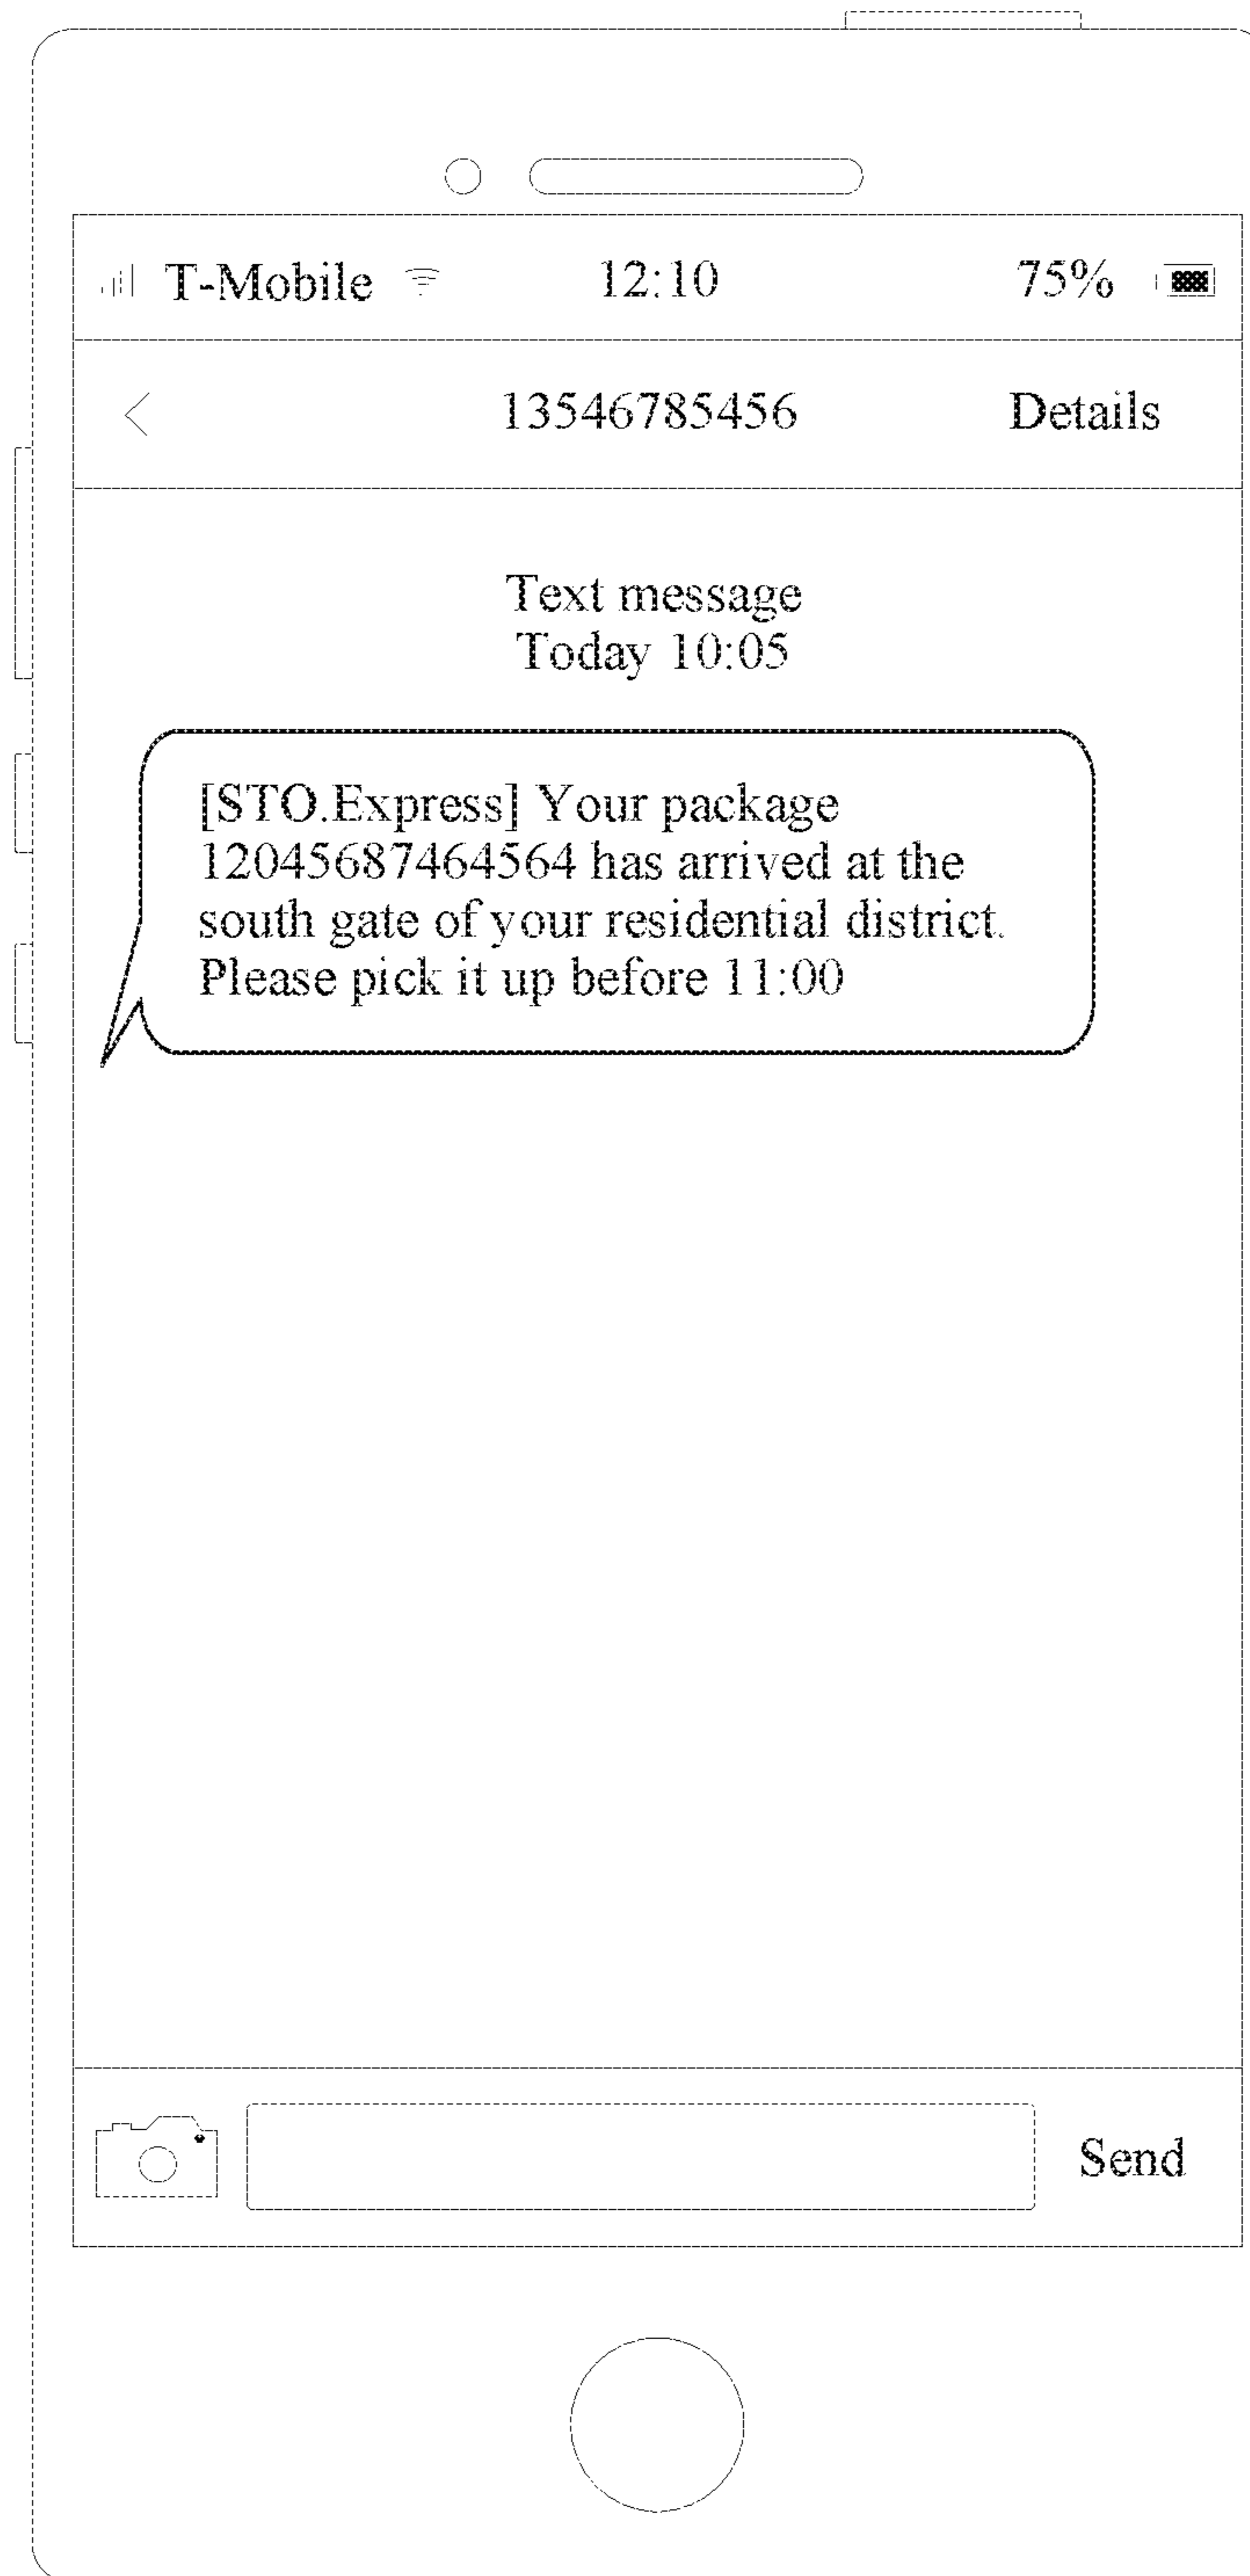 T-Mobile 12:10 75%
13546785456 Details
Text message
Today 10:05
[STO.Express] Your package
12045687464564 has arrived at the
south gate of your residential district.
Please pick it up before 11:00
Send